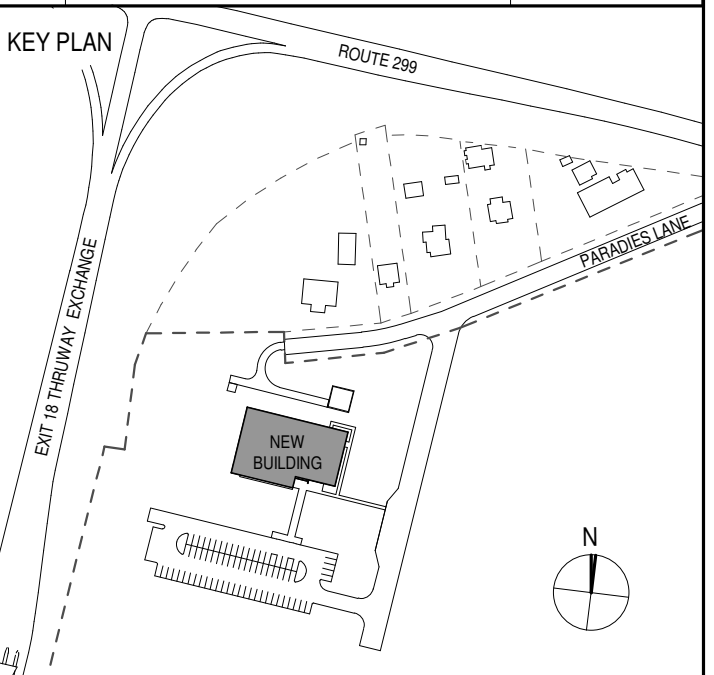 KEY PLAN
ROUTE 299
PARADIES LANE
EXIT 18 THRUWAY EXCHANGE
NEW
BUILDING
N